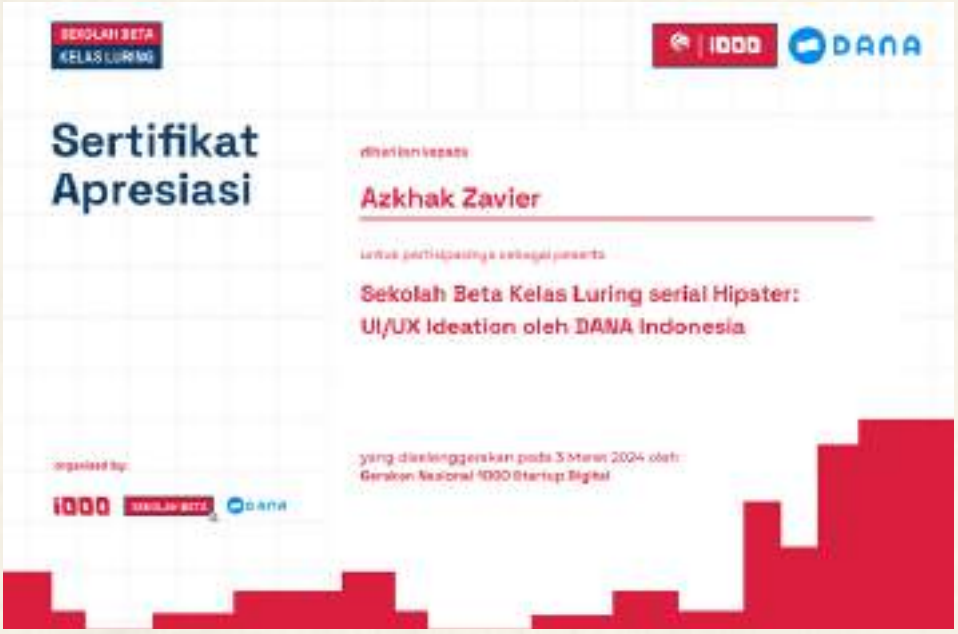 SEKOLAH BETA
KELAS LURING
1000
DANA
Sertifikat
Apresiasi
diberikan kepada
Azkhak Zavier
untuk partisipasinya sebagai peserta
Sekolah Beta Kelas Luring serial Hipster:
UI/UX Ideation oleh DANA Indonesia
yang diselenggarakan pada 3 Maret 2024 oleh:
Gerakan Nasional 1000 Startup Digital
organized by:
1000
SEKOLAH BETA
DANA